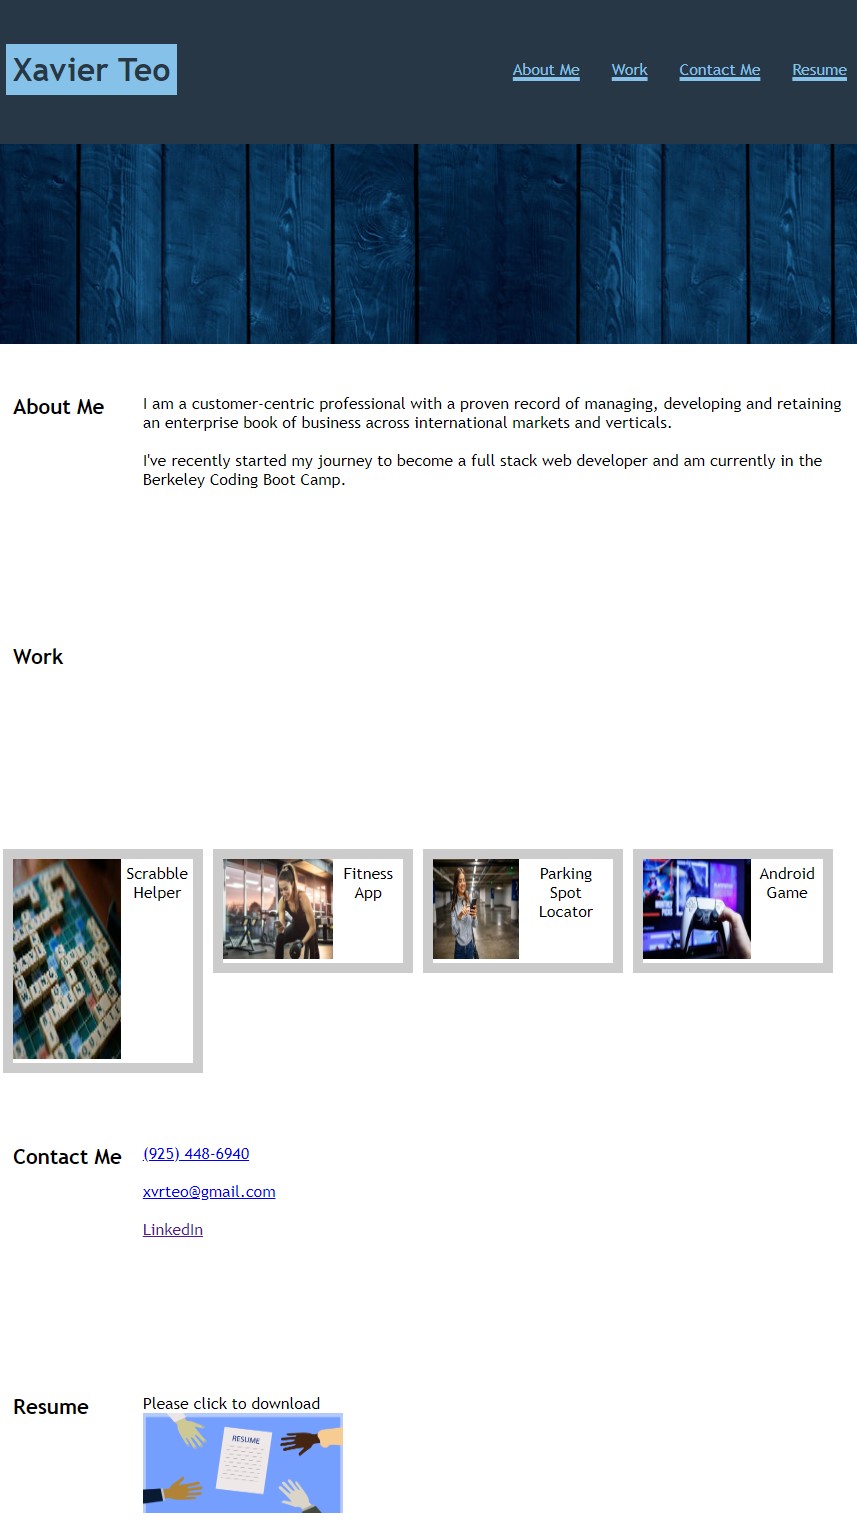 Xavier Teo
About Me Work Contact Me Resume
About Me
I am a customer-centric professional with a proven record of managing, developing and retaining
an enterprise book of business across international markets and verticals.
I've recently started my journey to become a full stack web developer and am currently in the
Berkeley Coding Boot Camp.
Work
Scrabble
Helper
Fitness
App
Parking
Spot
Locator
Android
Game
Contact Me
(925) 448-6940
xvrteo@gmail.com
LinkedIn
Resume
Please click to download
RESUME